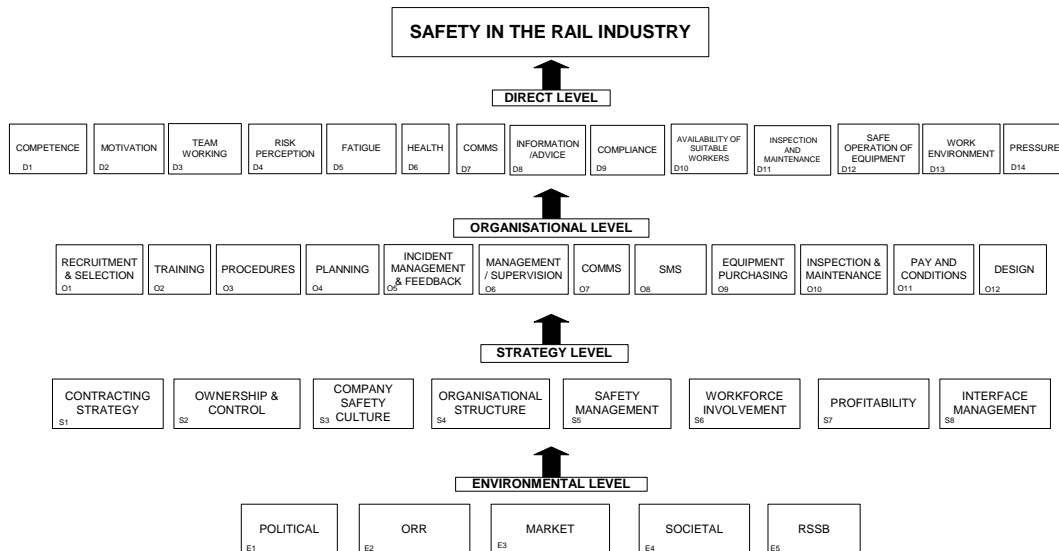 SAFETY IN THE RAIL INDUSTRY
DIRECT LEVEL
COMPETENCE
D1
MOTIVATION
D2
TEAM
WORKING
D3
RISK
PERCEPTION
D4
FATIGUE
D5
HEALTH
D6
COMMS
D7
INFORMATION
/ADVICE
D8
COMPLIANCE
D9
AVAILABILITY OF
SUITABLE
WORKERS
D10
INSPECTION
AND
MAINTENANCE
D11
SAFE
OPERATION OF
EQUIPMENT
D12
WORK
ENVIRONMENT
D13
PRESSURE
D14
ORGANISATIONAL LEVEL
RECRUITMENT
& SELECTION
O1
TRAINING
O2
PROCEDURES
O3
PLANNING
O4
INCIDENT
MANAGEMENT
& FEEDBACK
O5
MANAGEMENT
/ SUPERVISION
O6
COMMS
O7
SMS
O8
EQUIPMENT
PURCHASING
O9
INSPECTION &
MAINTENANCE
O10
PAY AND
CONDITIONS
O11
DESIGN
O12
STRATEGY LEVEL
CONTRACTING
STRATEGY
S1
OWNERSHIP &
CONTROL
S2
COMPANY
SAFETY
CULTURE
S3
ORGANISATIONAL
STRUCTURE
S4
SAFETY
MANAGEMENT
S5
WORKFORCE
INVOLVEMENT
S6
PROFITABILITY
S7
INTERFACE
MANAGEMENT
S8
ENVIRONMENTAL LEVEL
POLITICAL
E1
ORR
E2
MARKET
E3
SOCIETAL
E4
RSSB
E5